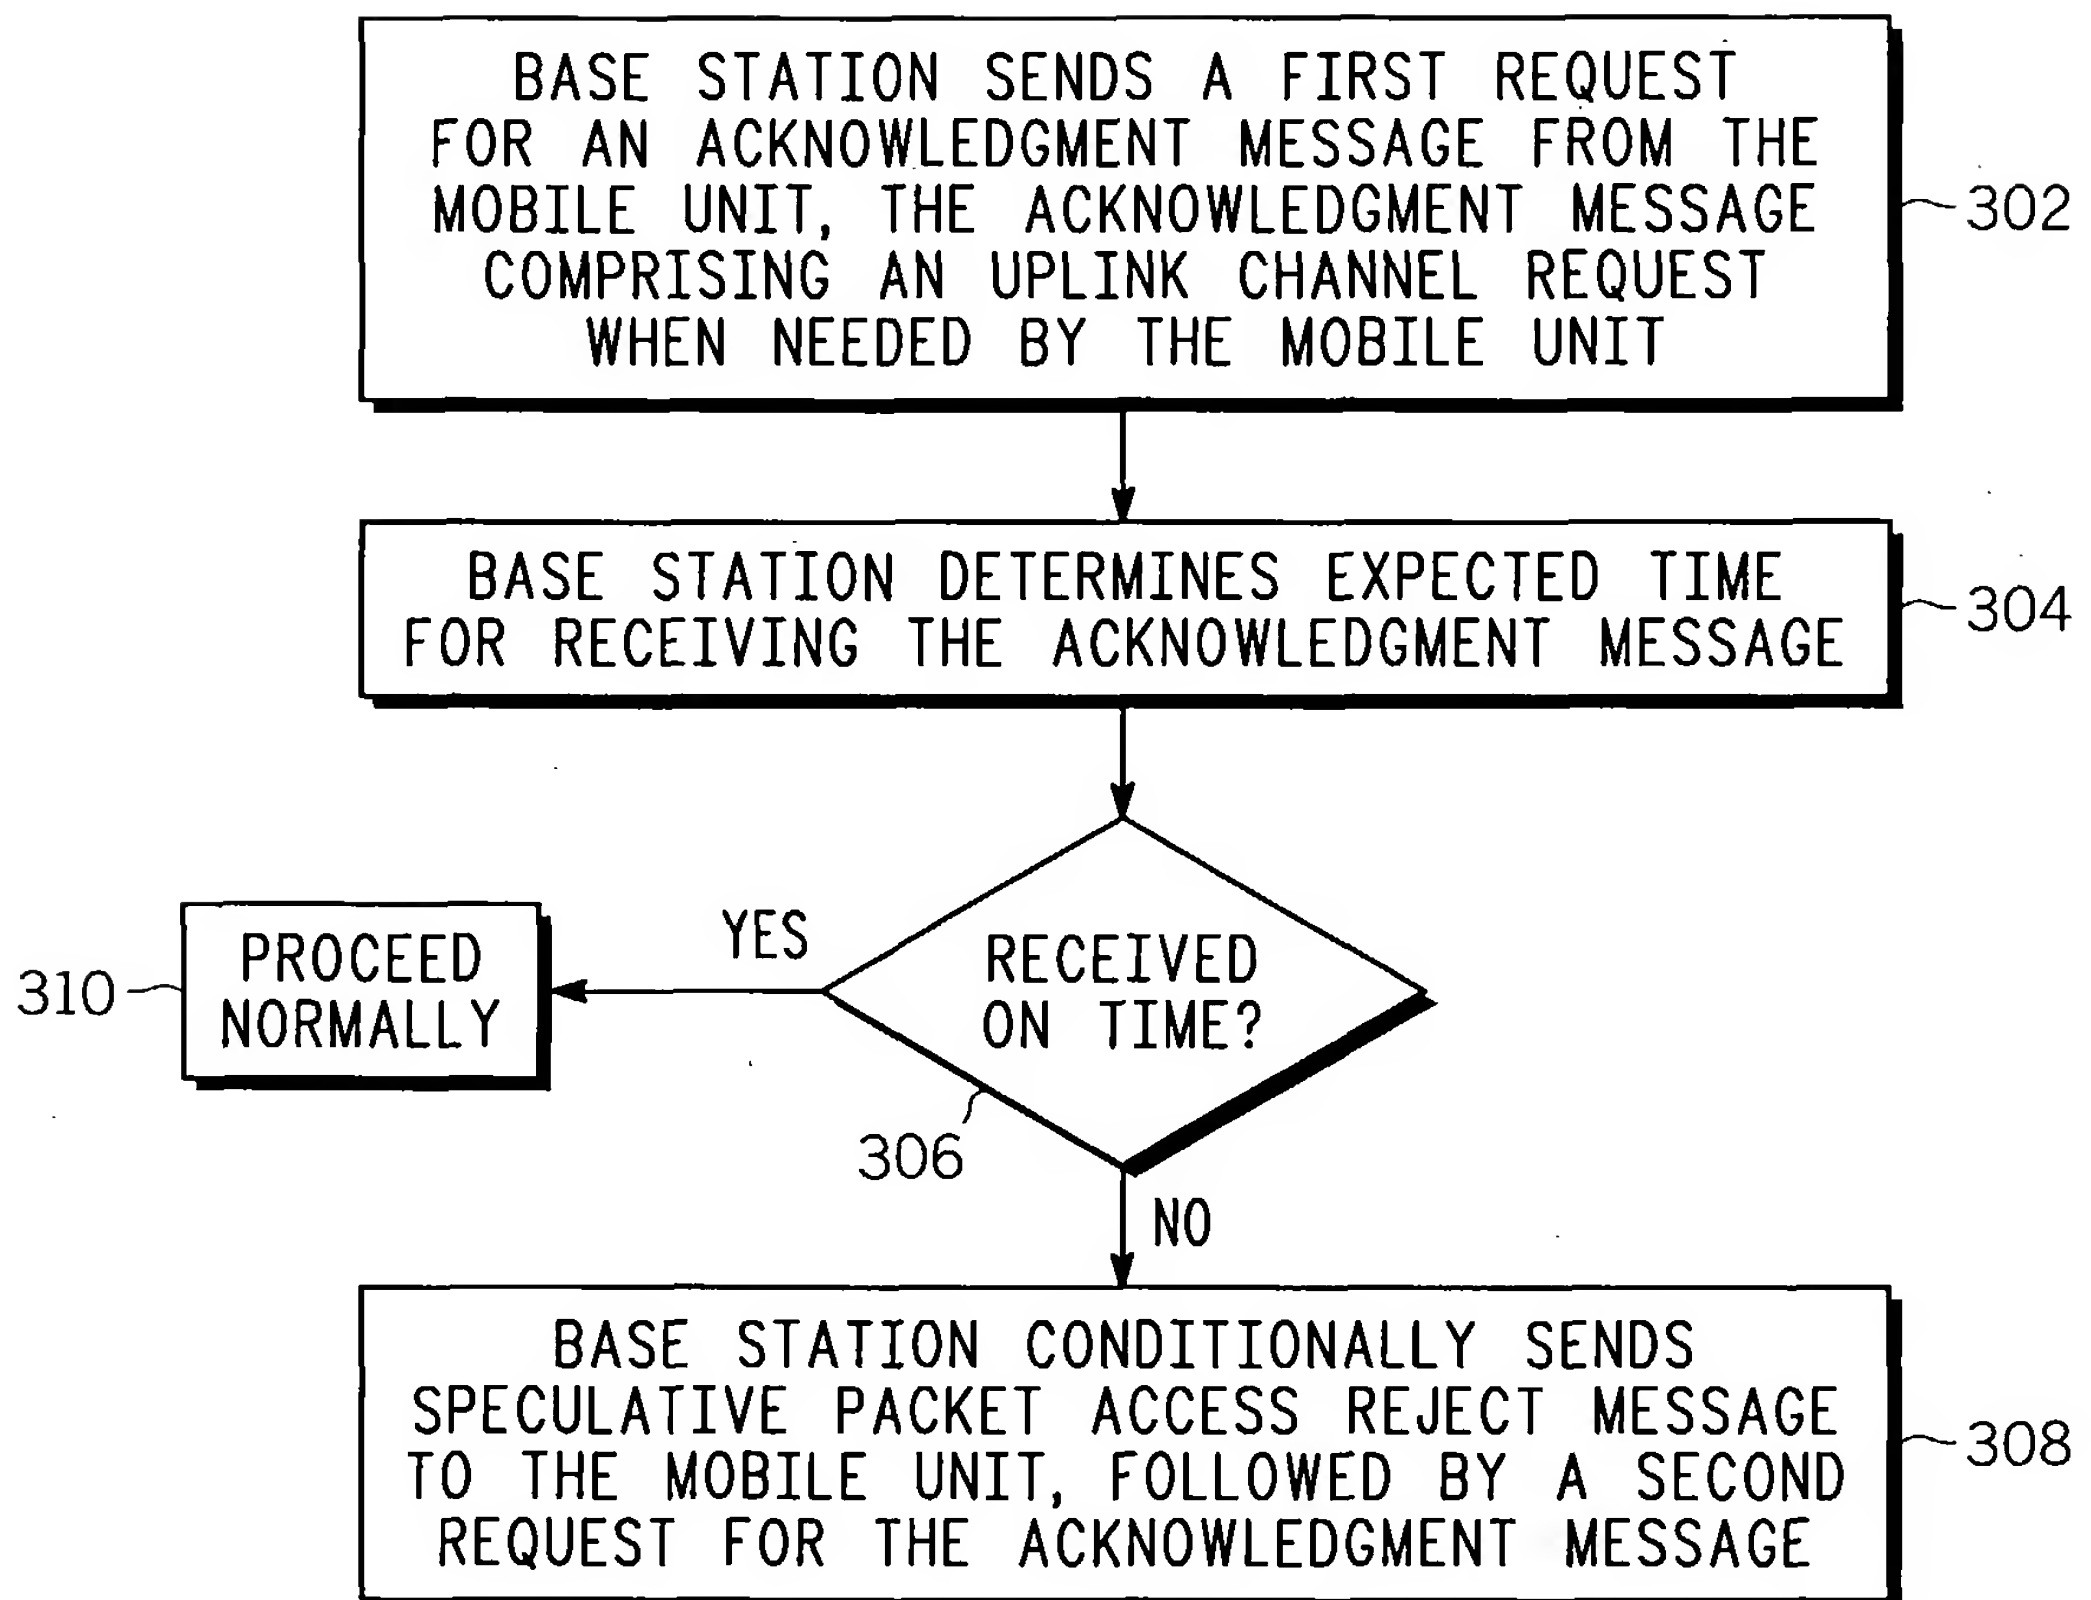 BASE STATION SENDS A FIRST REQUEST
FOR AN ACKNOWLEDGMENT MESSAGE FROM THE
MOBILE UNIT, THE ACKNOWLEDGMENT MESSAGE
COMPRISING AN UPLINK CHANNEL REQUEST
WHEN NEEDED BY THE MOBILE UNIT
302
BASE STATION DETERMINES EXPECTED TIME
FOR RECEIVING THE ACKNOWLEDGMENT MESSAGE
304
RECEIVED
ON TIME?
306
YES
PROCEED
NORMALLY
310
NO
BASE STATION CONDITIONALLY SENDS
SPECULATIVE PACKET ACCESS REJECT MESSAGE
TO THE MOBILE UNIT, FOLLOWED BY A SECOND
REQUEST FOR THE ACKNOWLEDGMENT MESSAGE
308